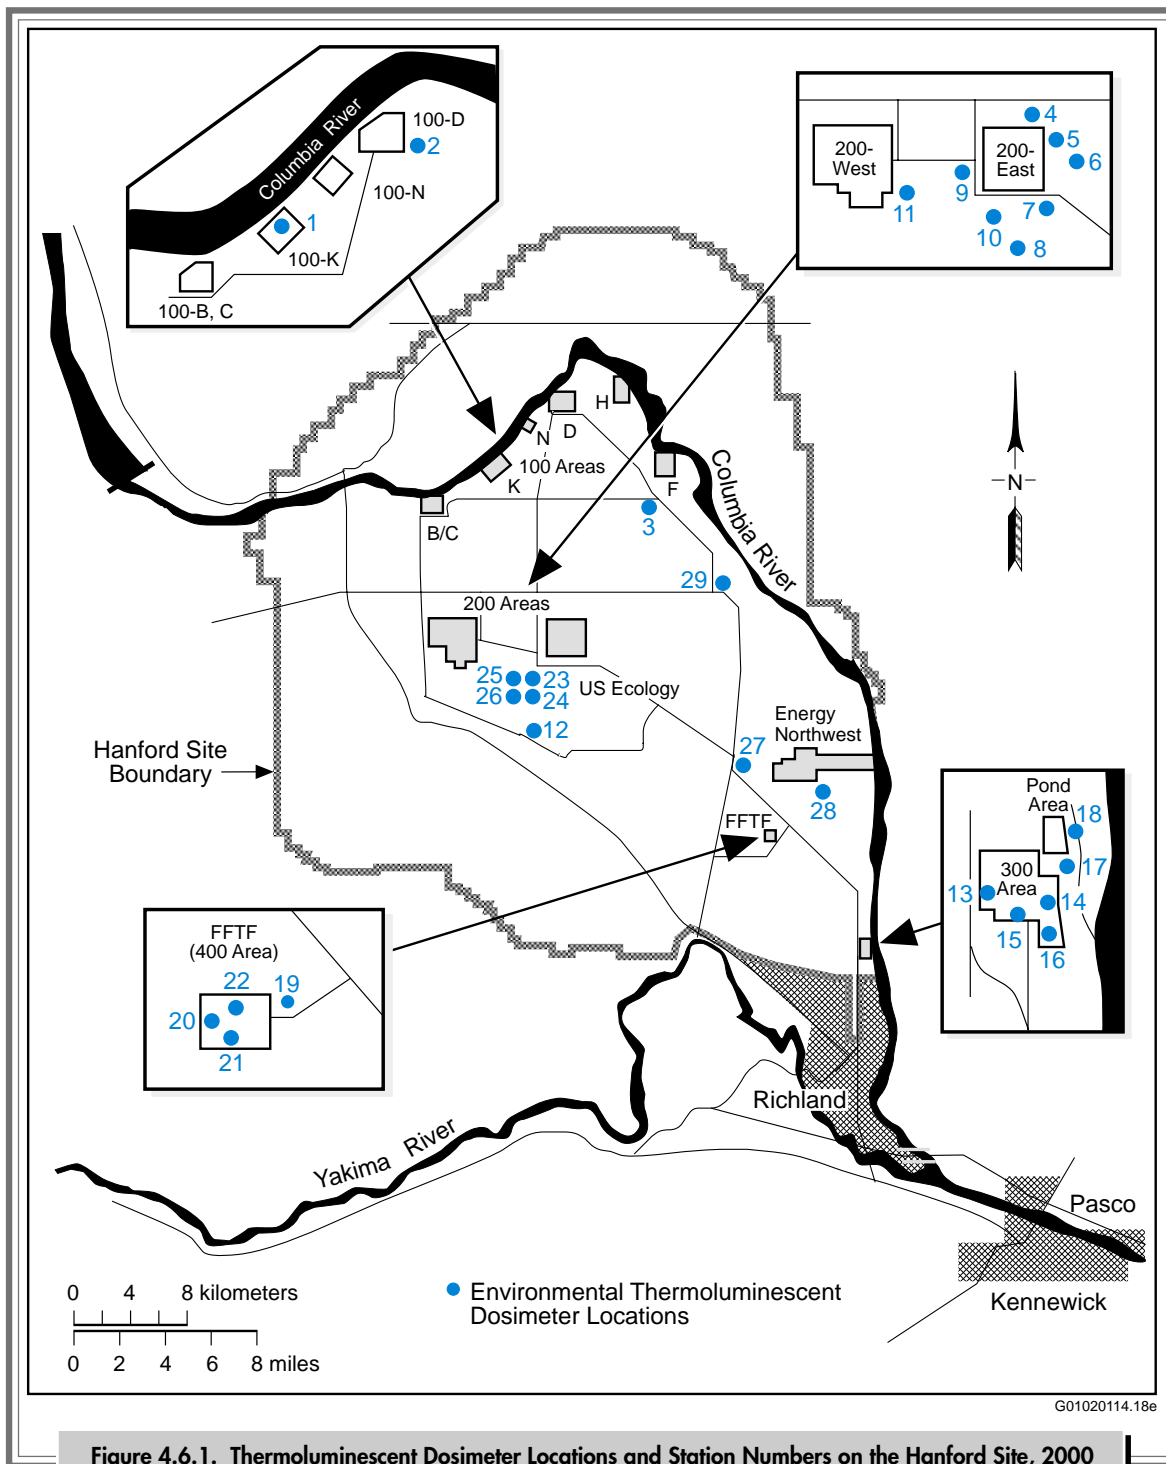 Columbia River
100-D
2
100-N
1
100-K
100-B, C
200-
West
200-
East
4
5
6
9
11
7
10
8
H
D
N
100 Areas
K
F
B/C
3
Columbia River
N
29
200 Areas
25
23
26
24
US Ecology
12
Energy
Northwest
27
28
Hanford Site
Boundary
FFTF
Pond
Area
18
17
300
Area
13
14
15
16
FFTF
(400 Area)
22
19
20
21
Richland
Yakima River
Pasco
Kennewick
0 4 8 kilometers
0 2 4 6 8 miles
Environmental Thermoluminescent
Dosimeter Locations
G01020114.18e
Figure 4.6.1. Thermoluminescent Dosimeter Locations and Station Numbers on the Hanford Site, 2000